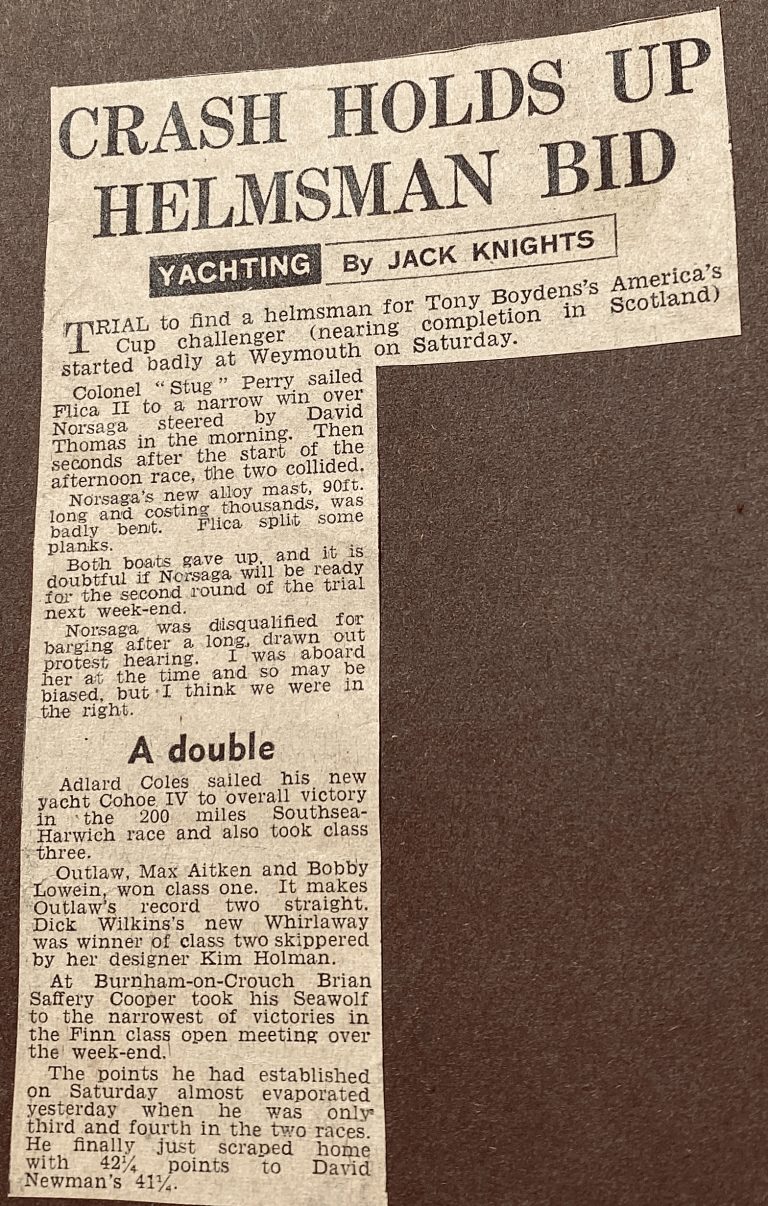 CRASH HOLDS UP
HELMSMAN BID
YACHTING By JACK KNIGHTS
TRIAL to find a helmsman for Tony Boydens's America's
Cup challenger (nearing completion in Scotland)
started badly at Weymouth on Saturday.
Colonel "Stug" Perry sailed
Flica II to a narrow win over
Norsaga steered by David
Thomas in the morning. Then
seconds after the start of the
afternoon race, the two collided.
Norsaga's new alloy mast, 90ft.
long and costing thousands, was
badly bent. Flica split some
planks.
Both boats gave up, and it is
doubtful if Norsaga will be ready
for the second round of the trial
next week-end.
Norsaga was disqualified for
barging after a long, drawn out
protest hearing. I was aboard
her at the time and so may be
biased, but I think we were in
the right.
A double
Adlard Coles sailed his new
yacht Cohoe IV to overall victory
in the 200 miles Southsea-
Harwich race and also took class
three.
Outlaw, Max Aitken and Bobby
Lowein, won class one. It makes
Outlaw's record two straight.
Dick Wilkins's new Whirlaway
was winner of class two skippered
by her designer Kim Holman.
At Burnham-on-Crouch Brian
Saffery Cooper took his Seawolf
to the narrowest of victories in
the Finn class open meeting over
the week-end.
The points he had established
on Saturday almost evaporated
yesterday when he was only
third and fourth in the two races.
He finally just scraped home
with 42¼ points to David
Newman's 41¼.